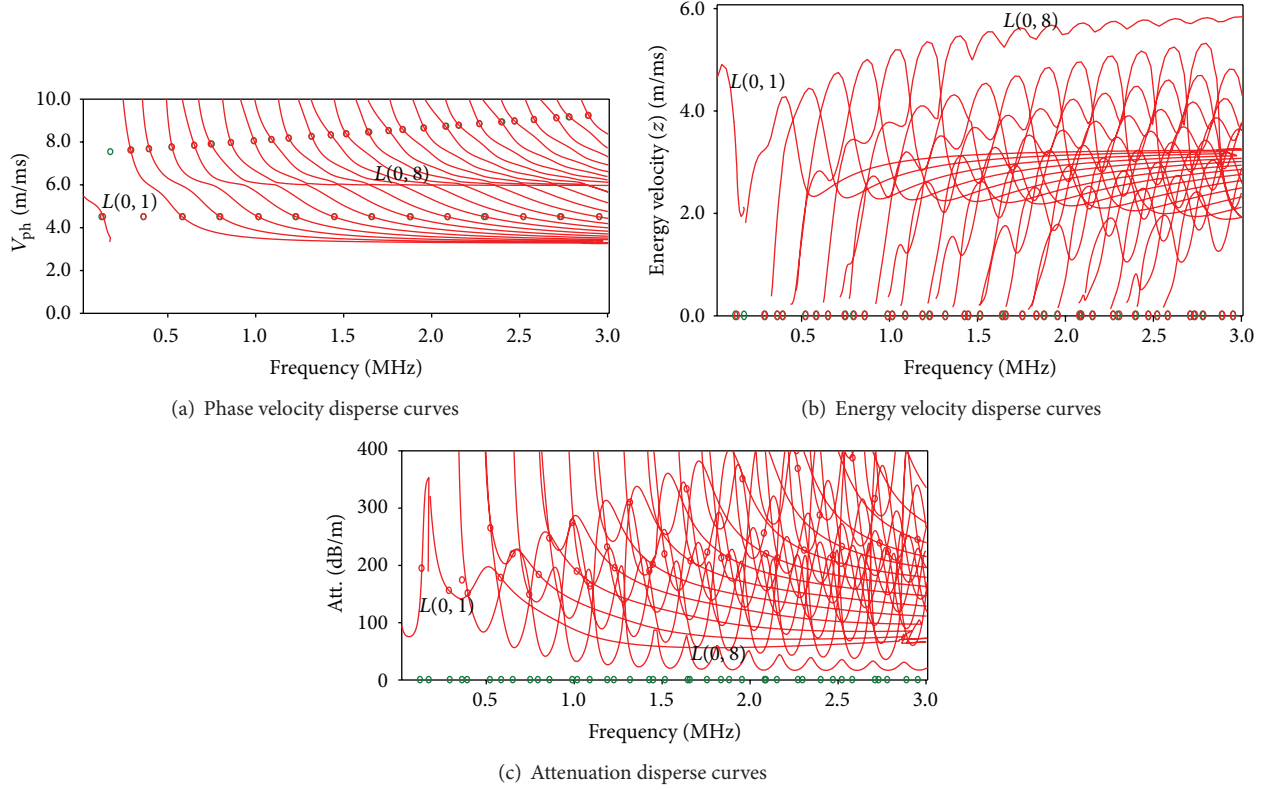 10.0
8.0
6.0
4.0
2.0
0.0
V_ph (m/ms)
L(0, 1)
L(0, 8)
0.5
1.0
1.5
2.0
2.5
3.0
Frequency (MHz)
(a) Phase velocity disperse curves
6.0
4.0
2.0
0.0
Energy velocity (z) (m/ms)
L(0, 1)
L(0, 8)
0.5
1.0
1.5
2.0
2.5
3.0
Frequency (MHz)
(b) Energy velocity disperse curves
400
300
200
100
0
Att. (dB/m)
L(0, 1)
L(0, 8)
0.5
1.0
1.5
2.0
2.5
3.0
Frequency (MHz)
(c) Attenuation disperse curves